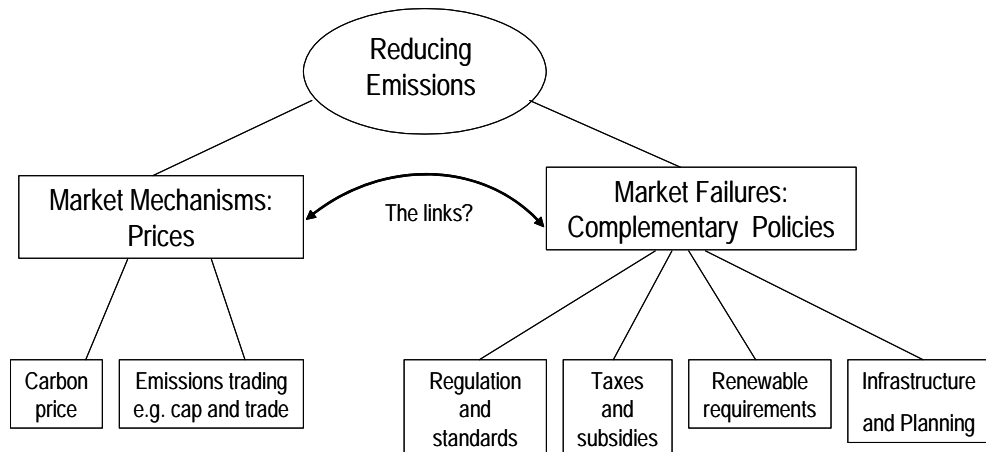 Reducing
Emissions
Market Mechanisms:
Prices
The links?
Market Failures:
Complementary Policies
Carbon
price
Emissions trading
e.g. cap and trade
Regulation
and
standards
Taxes
and
subsidies
Renewable
requirements
Infrastructure
and Planning